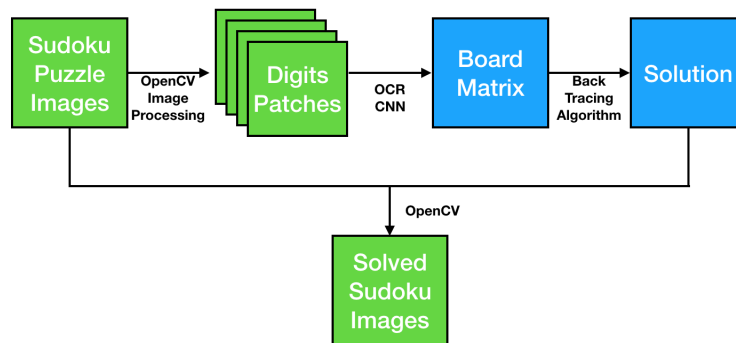 Sudoku
Puzzle
Images
OpenCV
Image
Processing
Digits
Patches
OCR
CNN
Board
Matrix
Back
Tracing
Algorithm
Solution
OpenCV
Solved
Sudoku
Images